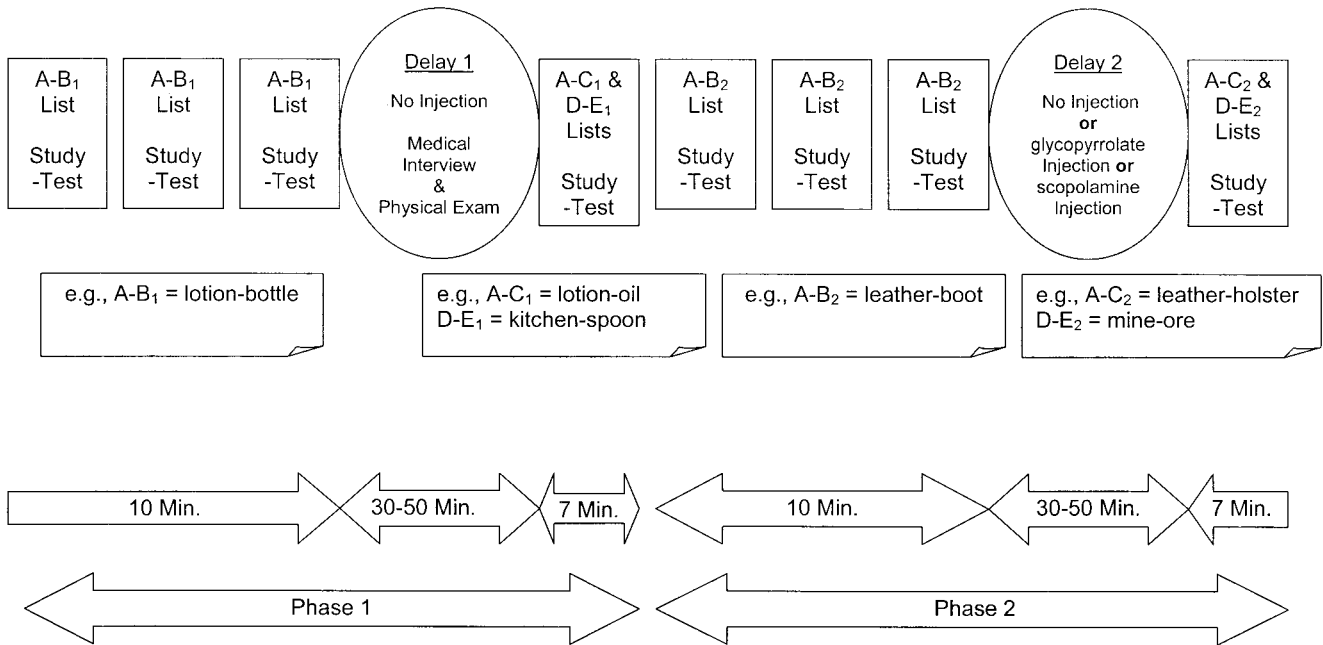 A-B₁
List
Study
-Test
A-B₁
List
Study
-Test
A-B₁
List
Study
-Test
Delay 1
No Injection
Medical
Interview
&
Physical Exam
A-C₁ &
D-E₁
Lists
Study
-Test
A-B₂
List
Study
-Test
A-B₂
List
Study
-Test
A-B₂
List
Study
-Test
Delay 2
No Injection
or
glycopyrrolate
Injection or
scopolamine
Injection
A-C₂ &
D-E₂
Lists
Study
-Test
e.g., A-B₁ = lotion-bottle
e.g., A-C₁ = lotion-oil
D-E₁ = kitchen-spoon
e.g., A-B₂ = leather-boot
e.g., A-C₂ = leather-holster
D-E₂ = mine-ore
10 Min.
30-50 Min.
7 Min.
10 Min.
30-50 Min.
7 Min.
Phase 1
Phase 2